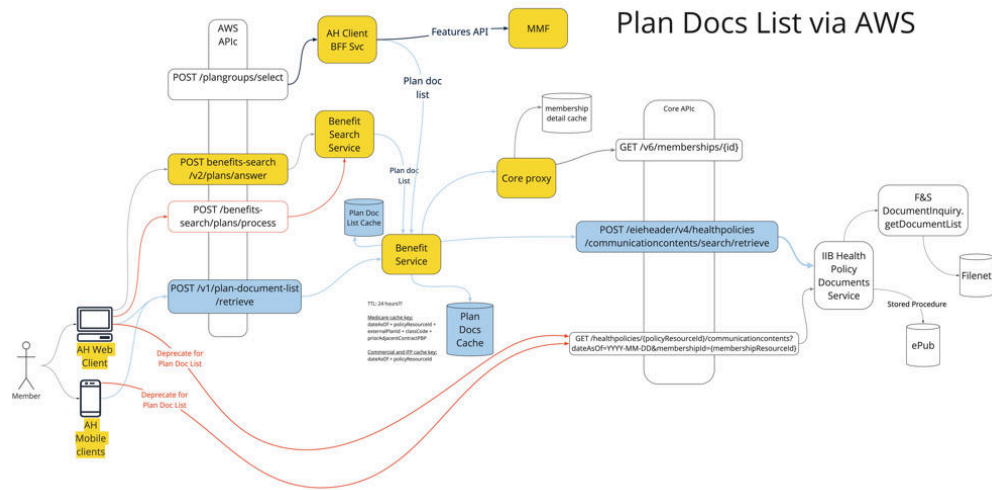 Plan Docs List via AWS
AWS
APIc
POST /plangroups/select
AH Client
BFF Svc
Features API
MMF
Plan doc
list
POST benefits-search
/v2/plans/answer
Benefit
Search
Service
POST /benefits-
search/plans/process
Plan doc
List
Plan Doc
List Cache
Benefit
Service
POST /v1/plan-document-list
/retrieve
membership
detail cache
Core proxy
Core APIc
GET /v6/memberships/{id}
POST /eieheader/v4/healthpolicies
/communicationcontents/search/retrieve
F&S
DocumentInquiry.
getDocumentList
IIB Health
Policy
Documents
Service
Filenet
Stored Procedure
ePub
TTL: 24 hours??
Medicare cache key:
dateAsOf + policyResourceId +
externalPlanId + classCode +
priorAdjacentContractPBP
Commercial and IFP cache key:
dateAsOf + policyResourceId
Plan
Docs
Cache
GET /healthpolicies/{policyResourceId}/communicationcontents?
dateAsOf=YYYY-MM-DD&membershipId={membershipResourceId}
Member
AH Web
Client
Deprecate for
Plan Doc List
Deprecate for
Plan Doc List
AH
Mobile
clients